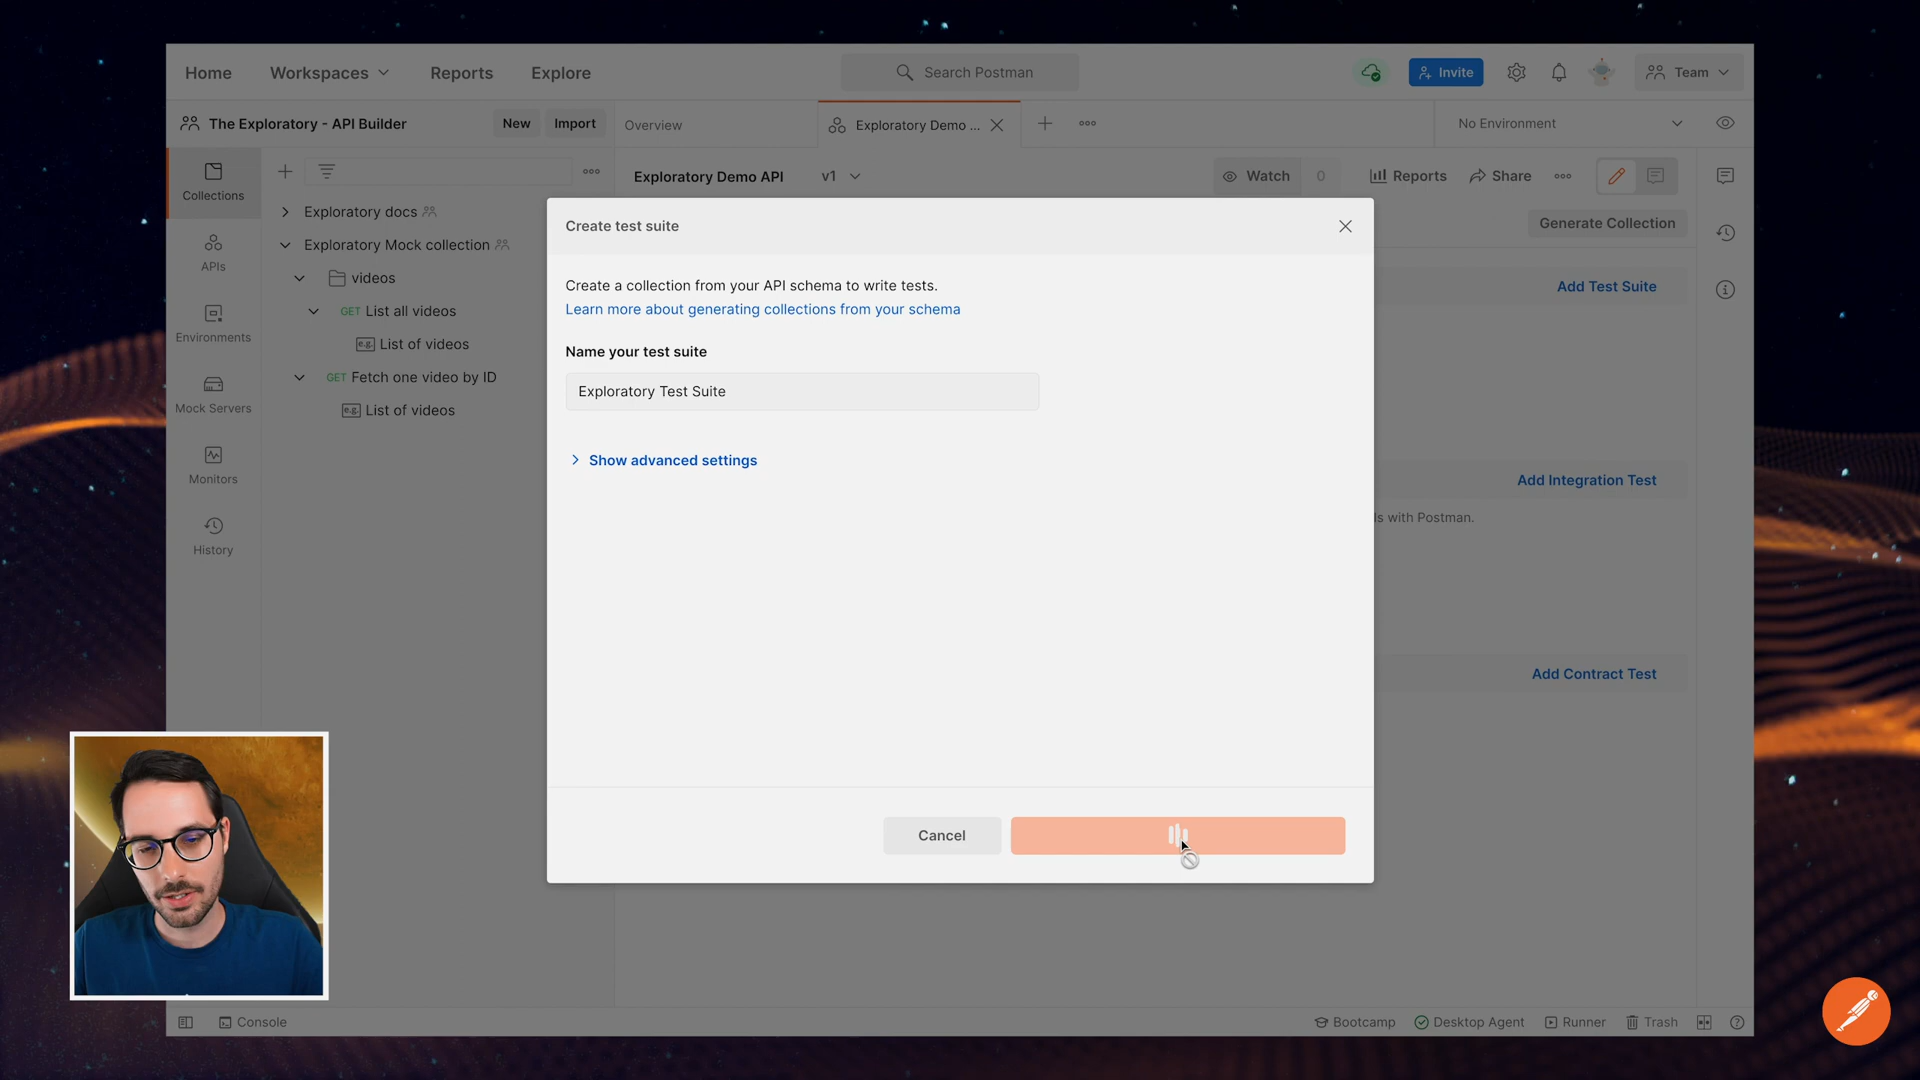 Home Workspaces Reports Explore Search Postman Invite Team
The Exploratory - API Builder New Import Overview Exploratory Demo ... No Environment
Exploratory Demo API v1 Watch 0 Reports Share
Collections
Exploratory docs
Create test suite
Generate Collection
Exploratory Mock collection
APIs
videos
Create a collection from your API schema to write tests.
Add Test Suite
Learn more about generating collections from your schema
GET List all videos
Environments
e.g. List of videos
Name your test suite
GET Fetch one video by ID
Exploratory Test Suite
Mock Servers
e.g. List of videos
Show advanced settings
Monitors
Add Integration Test
ls with Postman.
History
Add Contract Test
Cancel
Console Bootcamp Desktop Agent Runner Trash